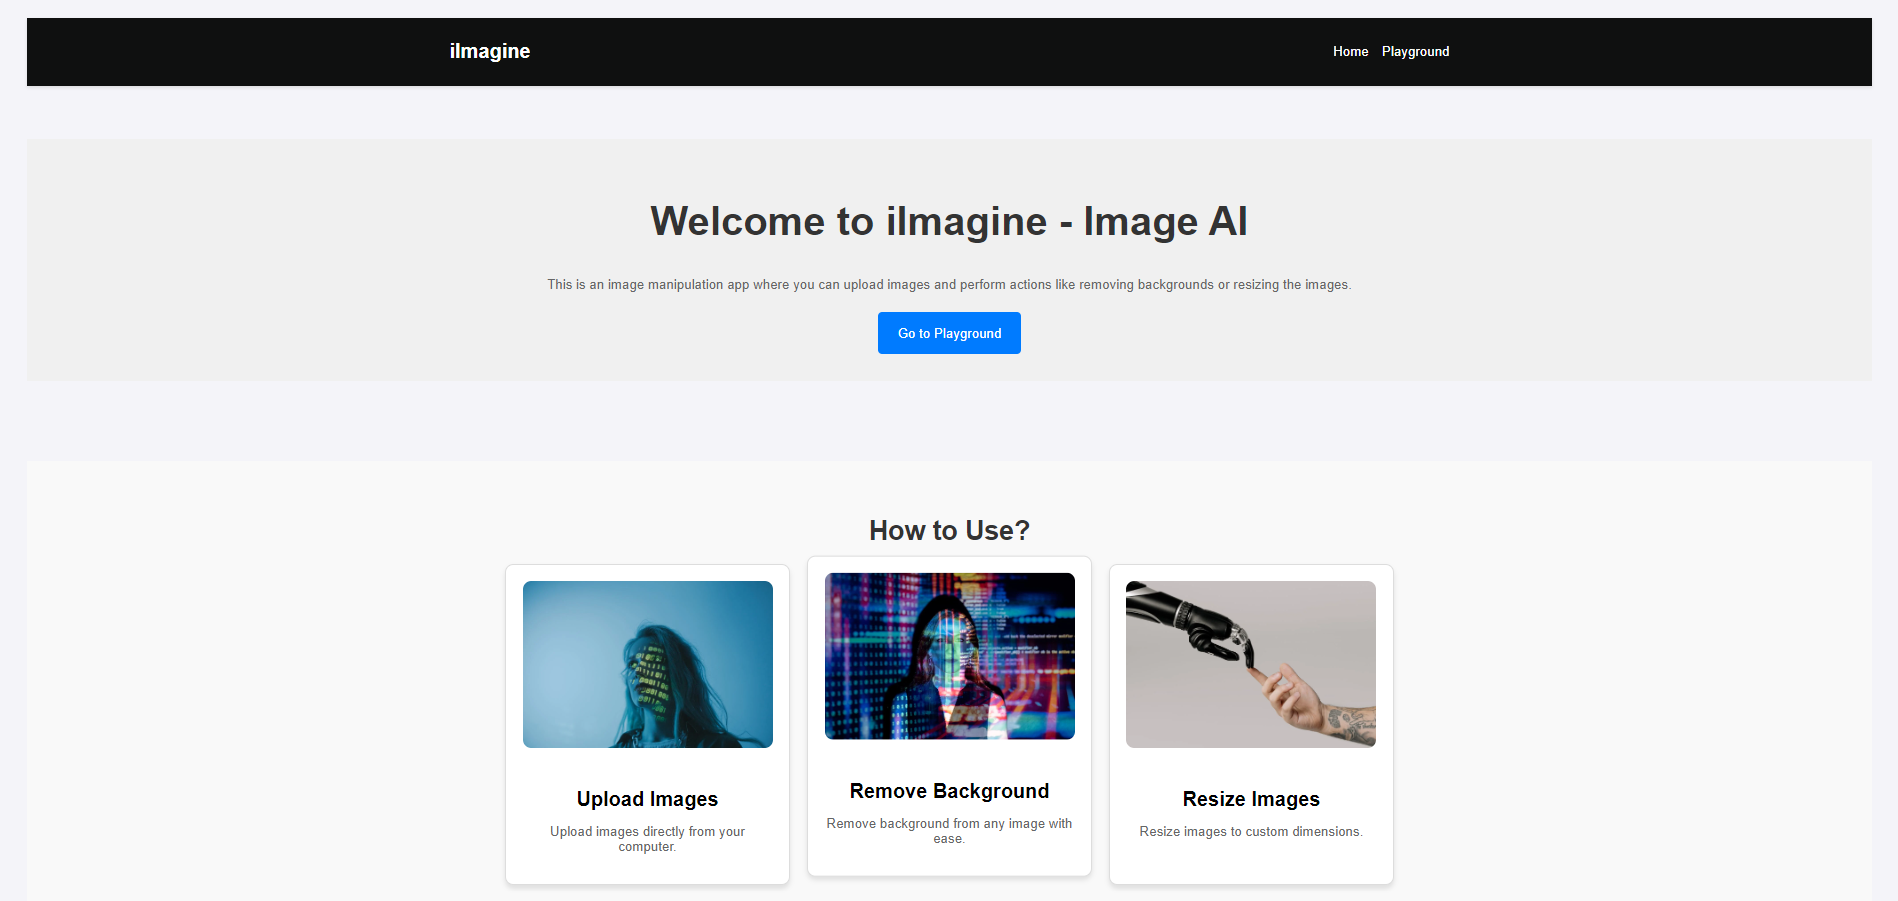 iImagine
Home Playground
Welcome to iImagine - Image AI
This is an image manipulation app where you can upload images and perform actions like removing backgrounds or resizing the images.
Go to Playground
How to Use?
Upload Images
Upload images directly from your
computer.
Remove Background
Remove background from any image with
ease.
Resize Images
Resize images to custom dimensions.